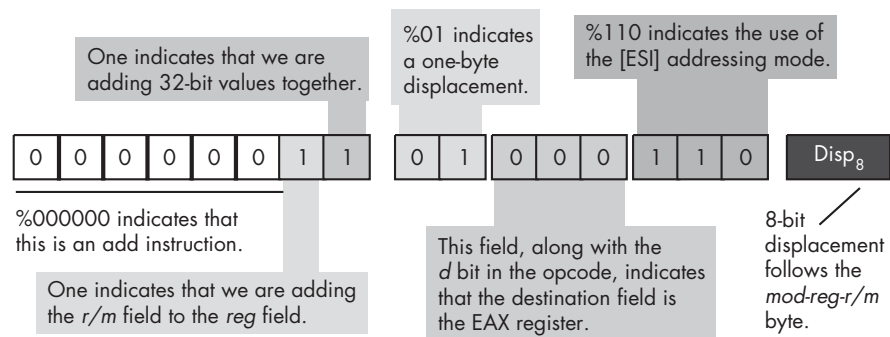 One indicates that we are
adding 32-bit values together.
%01 indicates
a one-byte
displacement.
%110 indicates the use of
the [ESI] addressing mode.
0 0 0 0 0 0 1 1 0 1 0 0 0 1 1 0 Disp8
%000000 indicates that
this is an add instruction.
One indicates that we are adding
the r/m field to the reg field.
This field, along with the
d bit in the opcode, indicates
that the destination field is
the EAX register.
8-bit
displacement
follows the
mod-reg-r/m
byte.